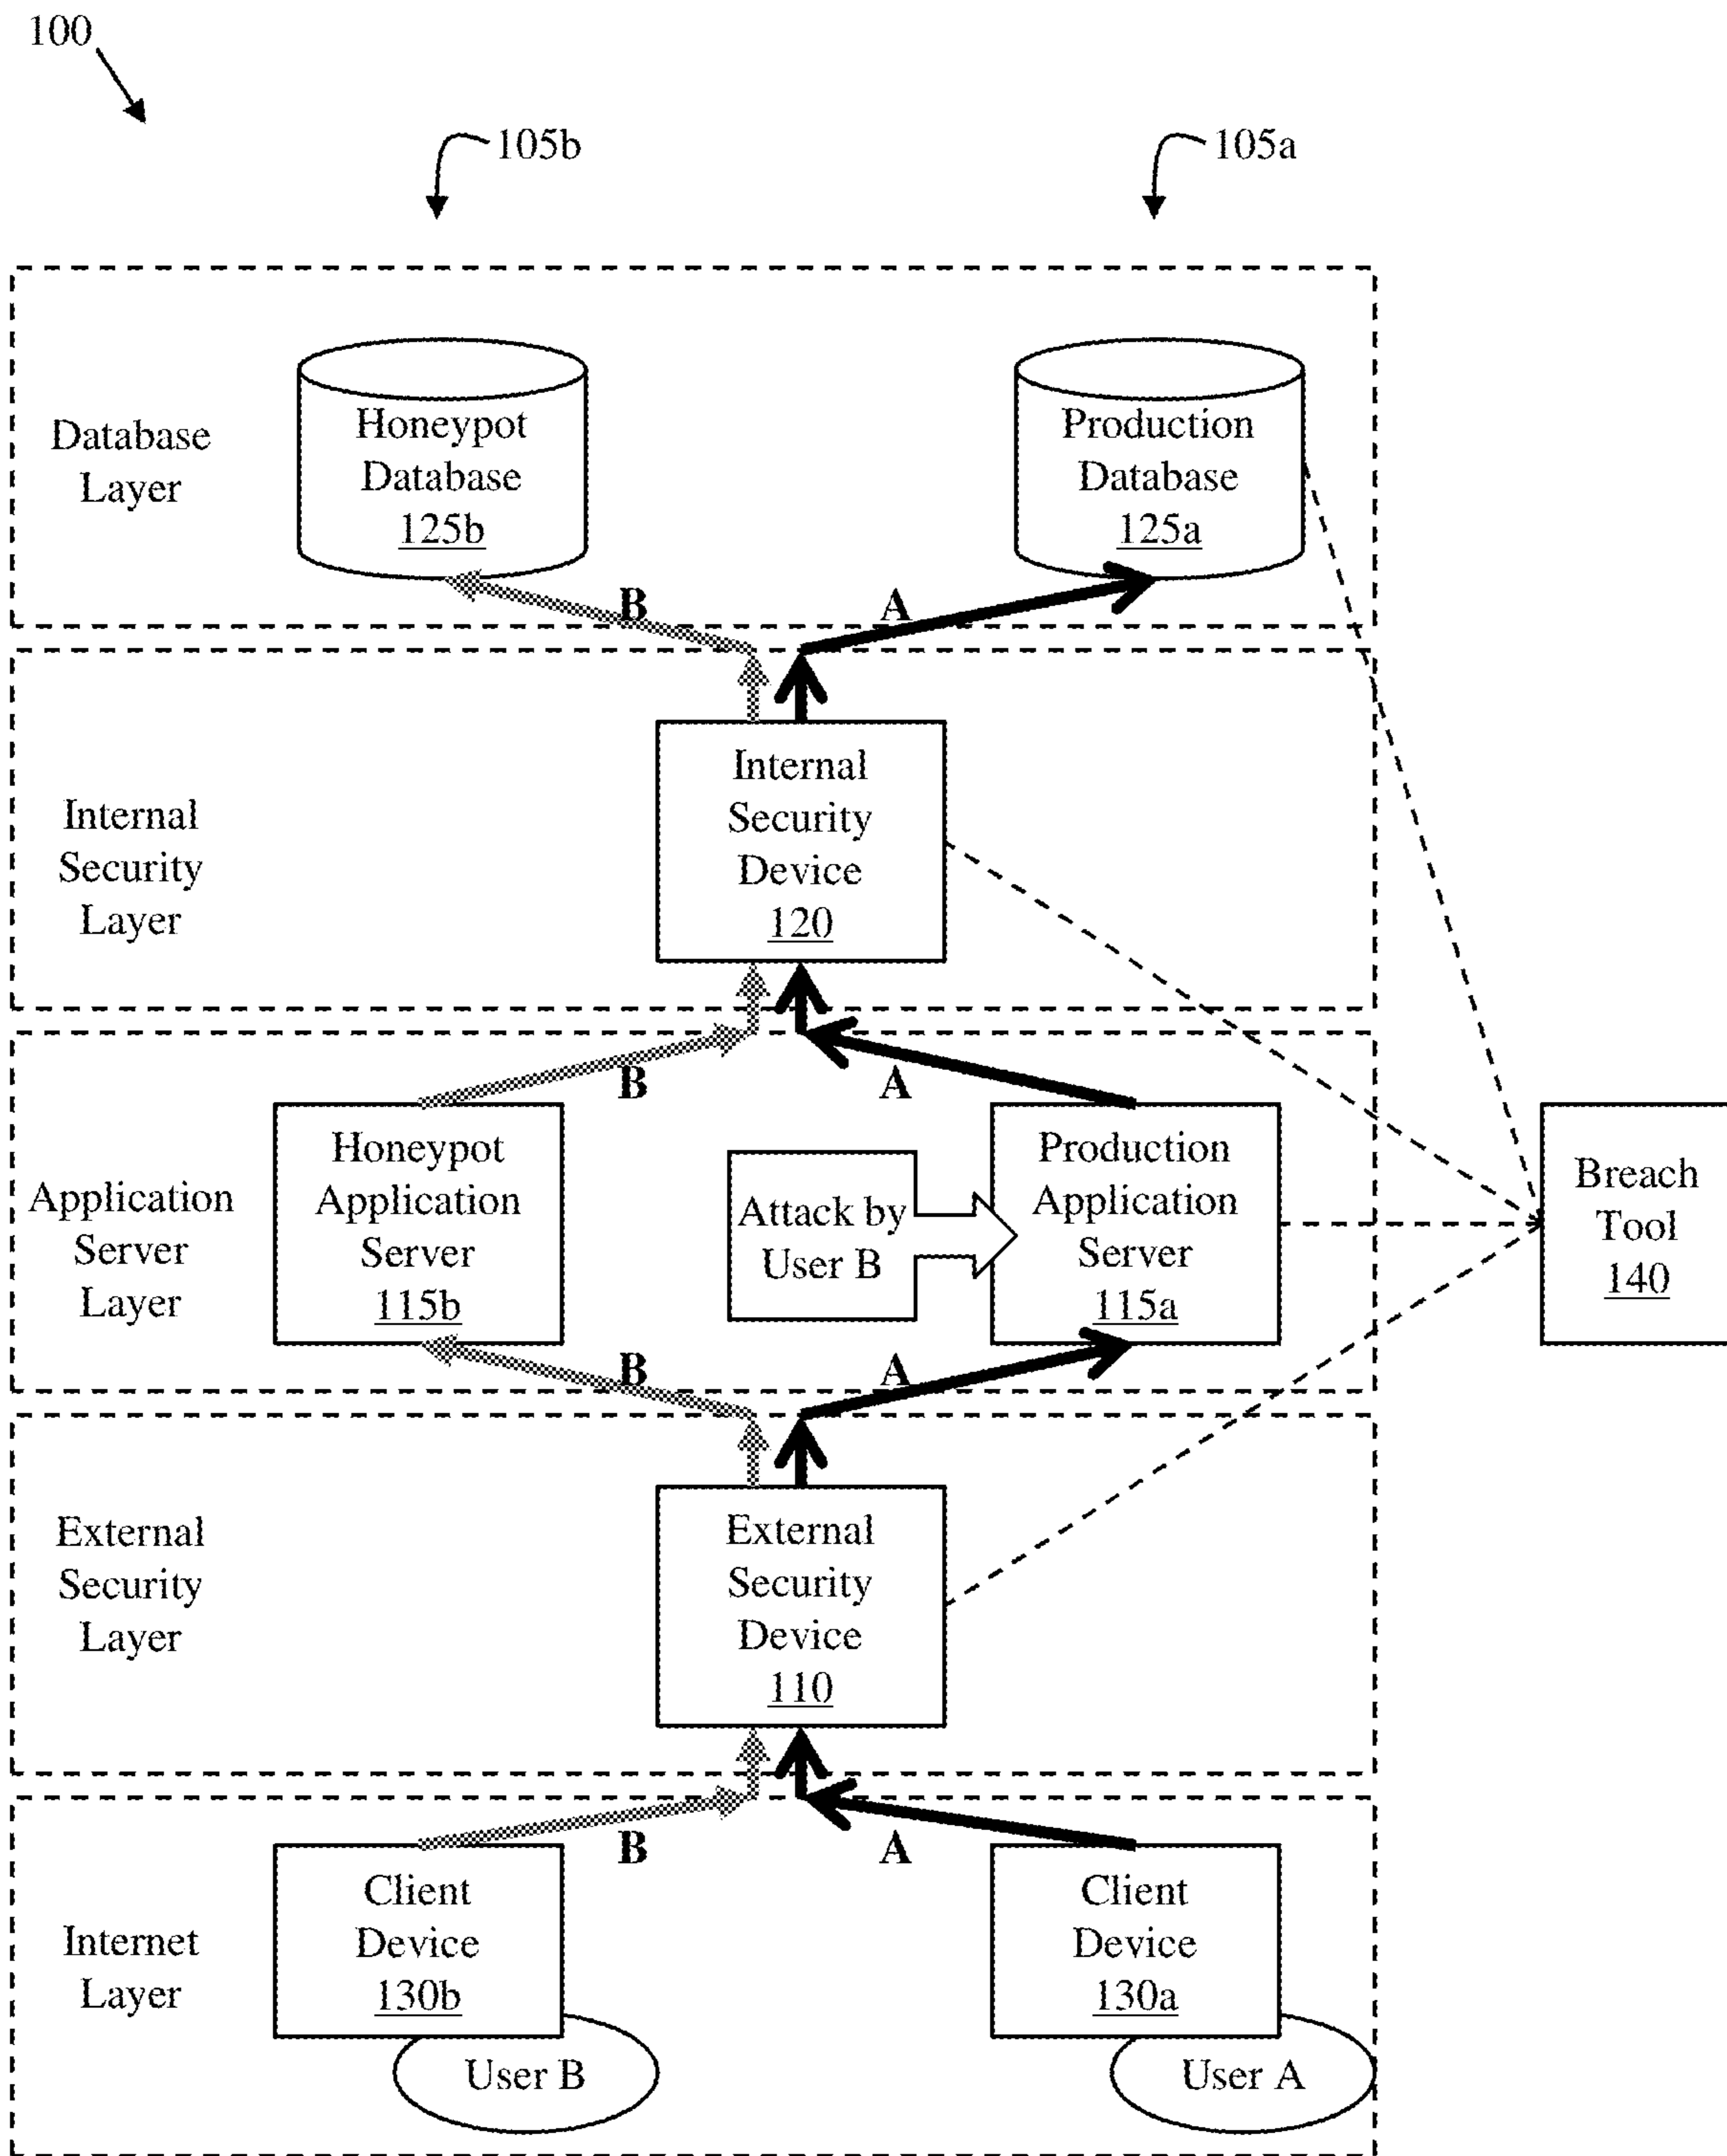 100
105b
105a
Database
Layer
Honeypot
Database
125b
Production
Database
125a
B
A
Internal
Security
Layer
Internal
Security
Device
120
B
A
Application
Server
Layer
Honeypot
Application
Server
115b
Attack by
User B
Production
Application
Server
115a
Breach
Tool
140
B
A
External
Security
Layer
External
Security
Device
110
B
A
Internet
Layer
Client
Device
130b
User B
Client
Device
130a
User A